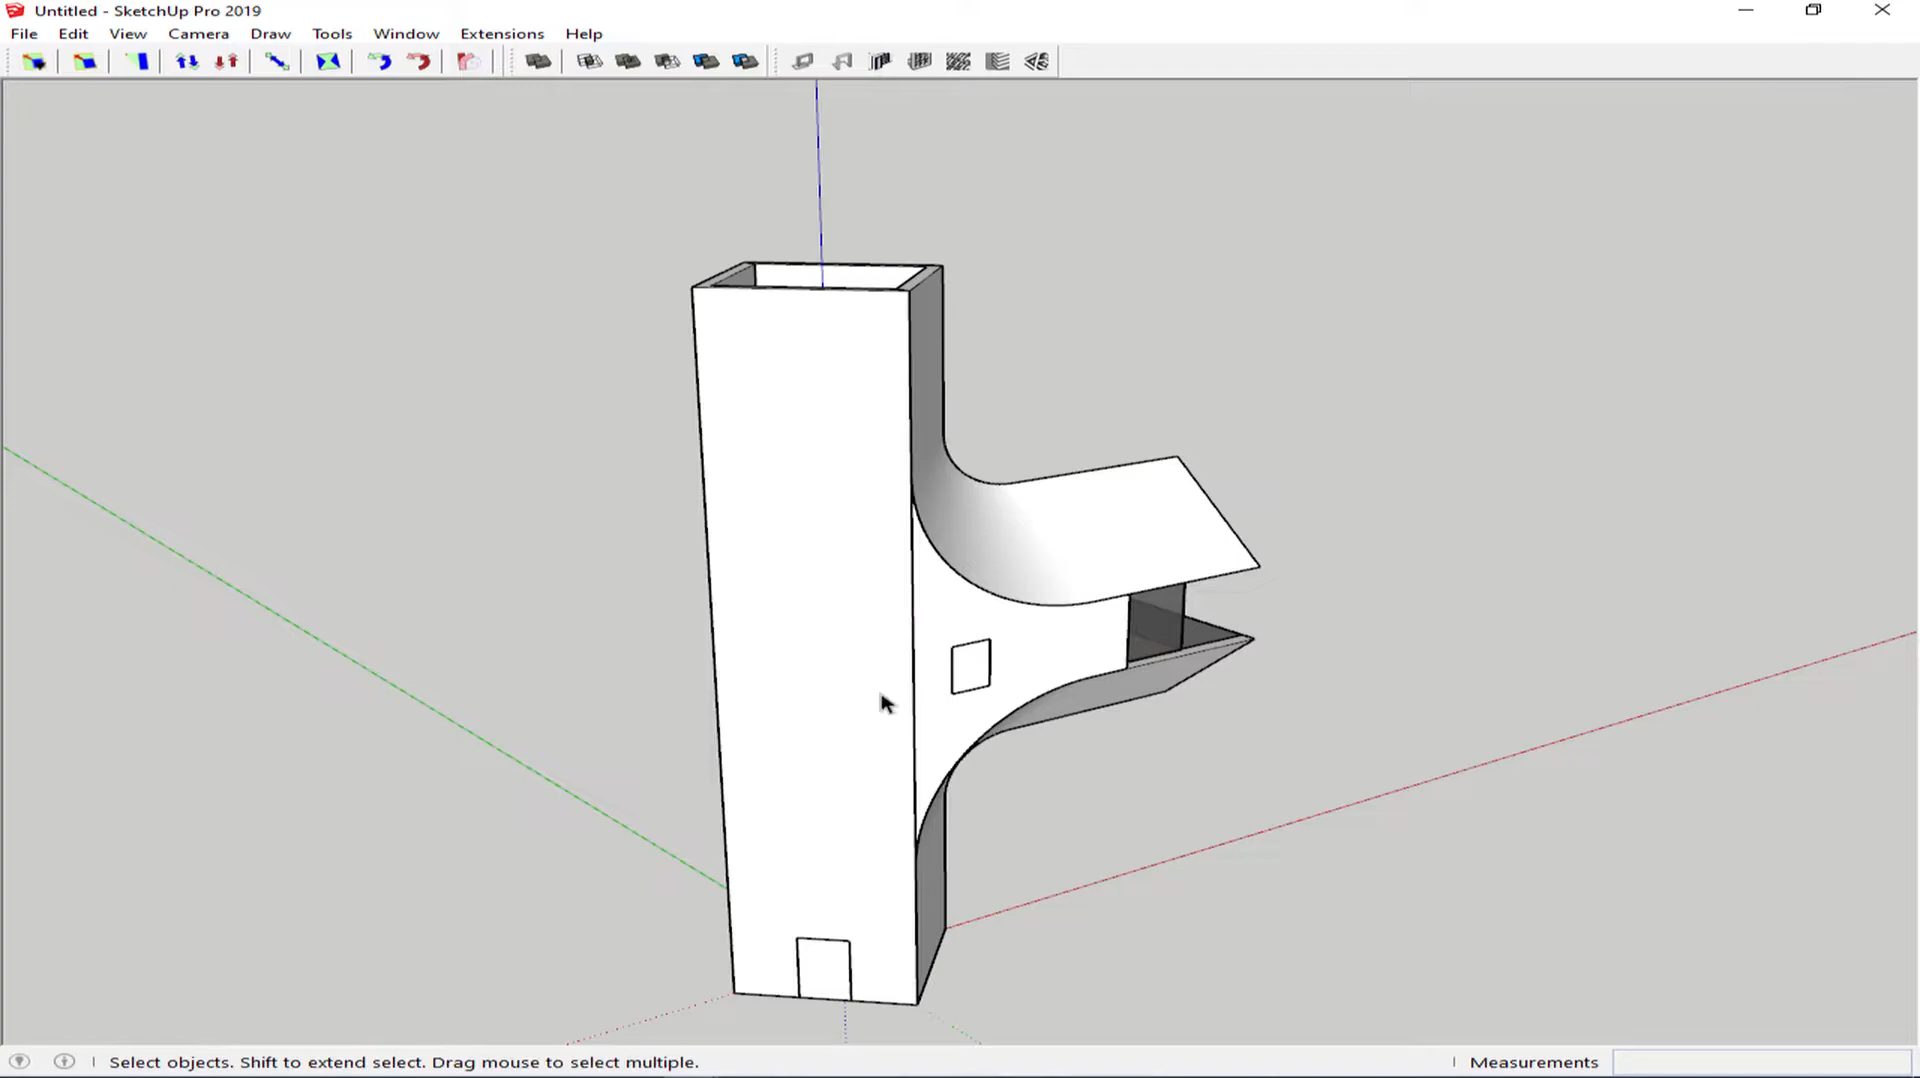 Untitled - SketchUp Pro 2019
File Edit View Camera Draw Tools Window Extensions Help
Select objects. Shift to extend select. Drag mouse to select multiple. Measurements